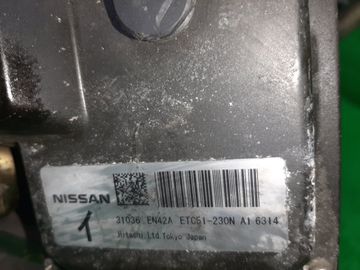 NISSAN
1
31036 EN42A ETC61-230N A1 6314
Hitachi,Ltd.Tokyo Japan